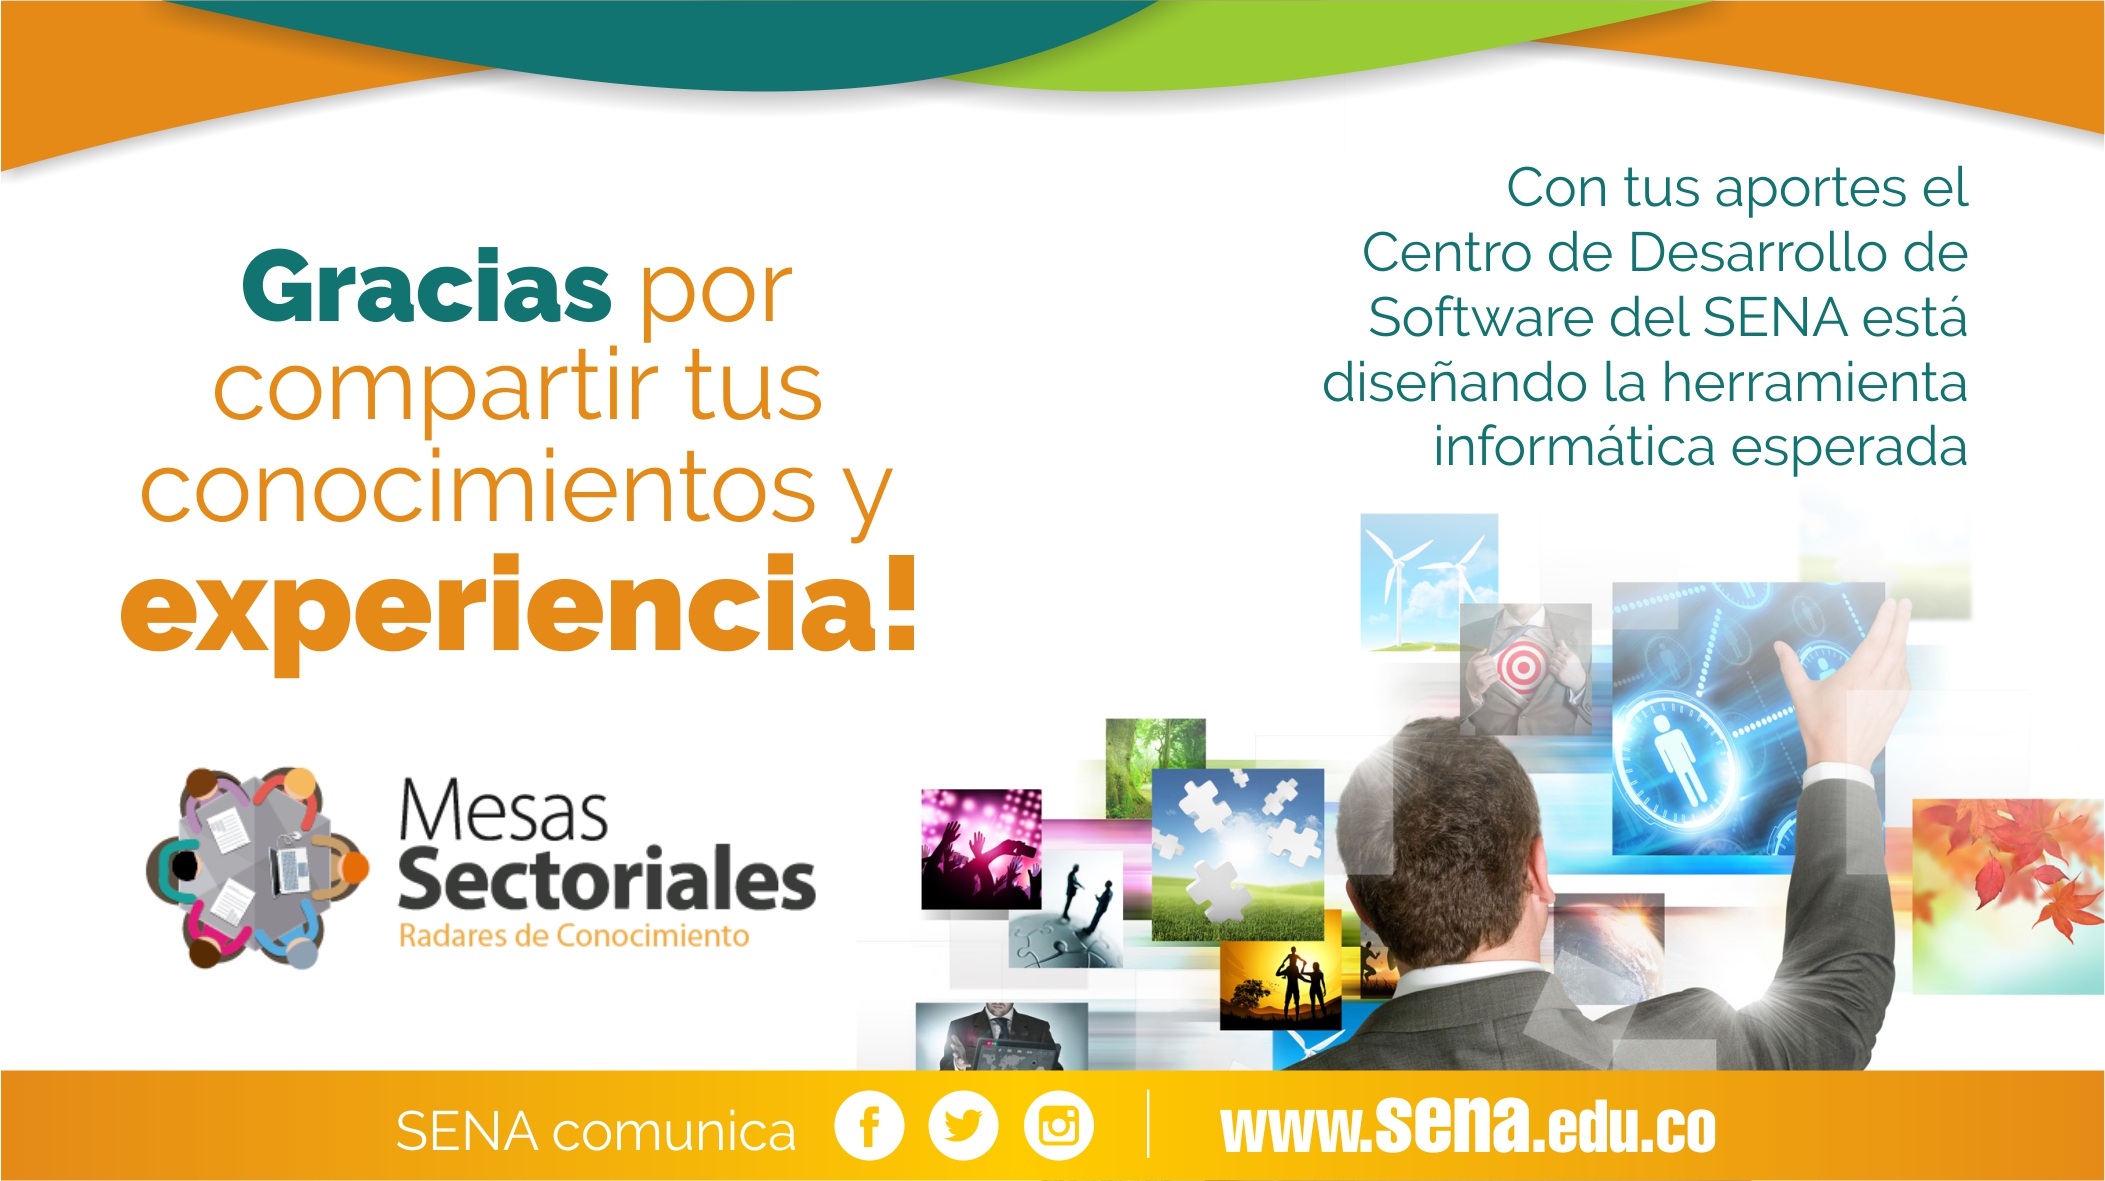 Gracias por
compartir tus
conocimientos y
experiencia!
Con tus aportes el
Centro de Desarrollo de
Software del SENA está
diseñando la herramienta
informática esperada
Mesas
Sectoriales
Radares de Conocimiento
SENA comunica
www.sena.edu.co